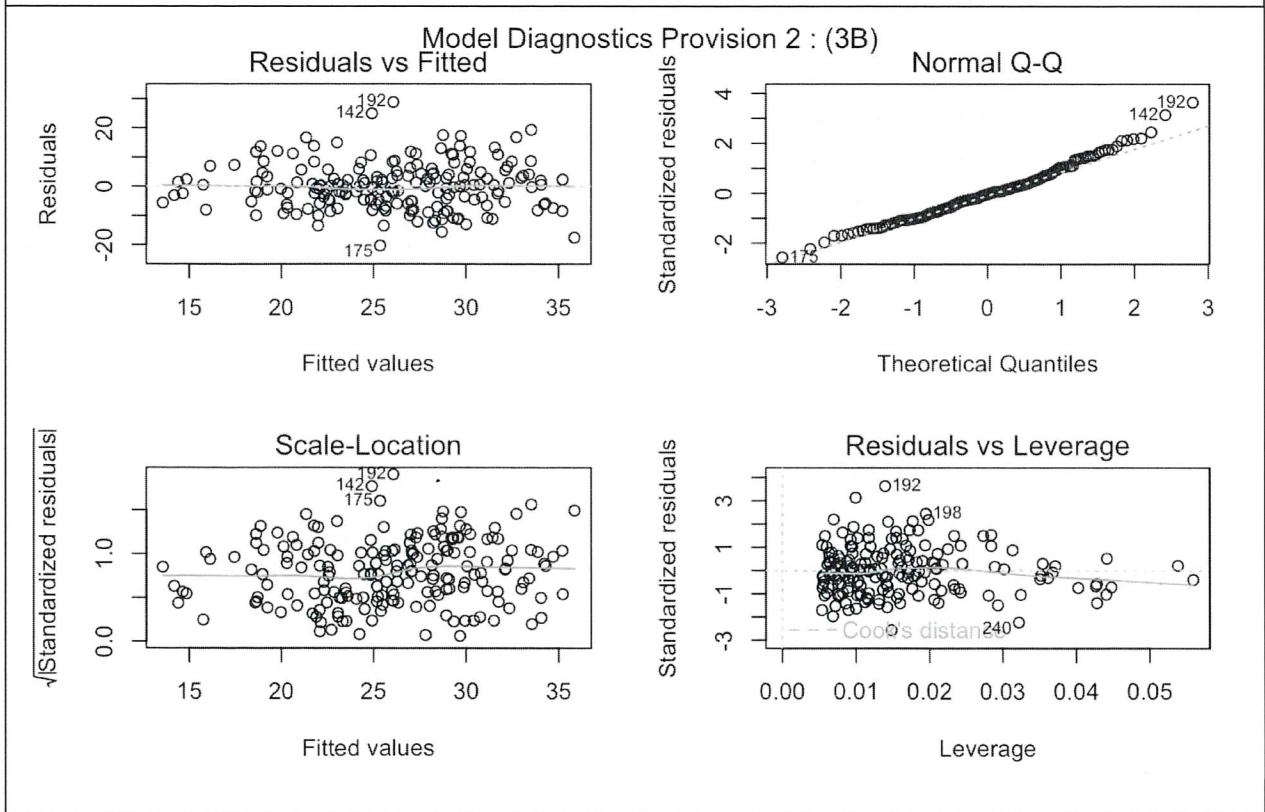 Model Diagnostics Provision 2 : (3B)
Residuals vs Fitted
Residuals
20
0
-20
192
142
175
15 20 25 30 35
Fitted values
Normal Q-Q
Standardized residuals
4
2
0
-2
192
142
175
-3 -2 -1 0 1 2 3
Theoretical Quantiles
Scale-Location
√|Standardized residuals|
1.0
0.0
192
142
175
15 20 25 30 35
Fitted values
Residuals vs Leverage
Standardized residuals
3
1
-1
-3
192
198
240
Cook's distance
0.00 0.01 0.02 0.03 0.04 0.05
Leverage